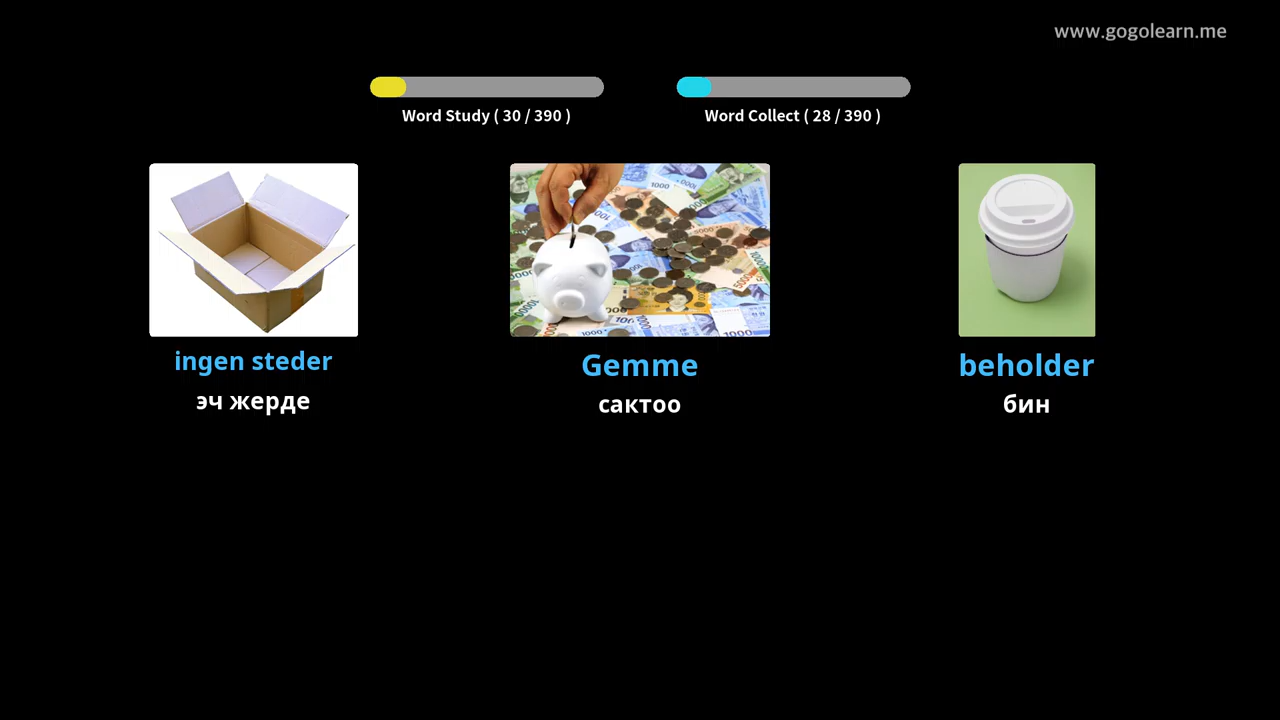 www.gogolearn.me
Word Study ( 30 / 390 )
Word Collect ( 28 / 390 )
ingen steder
эч жерде
Gemme
сактоо
beholder
бин